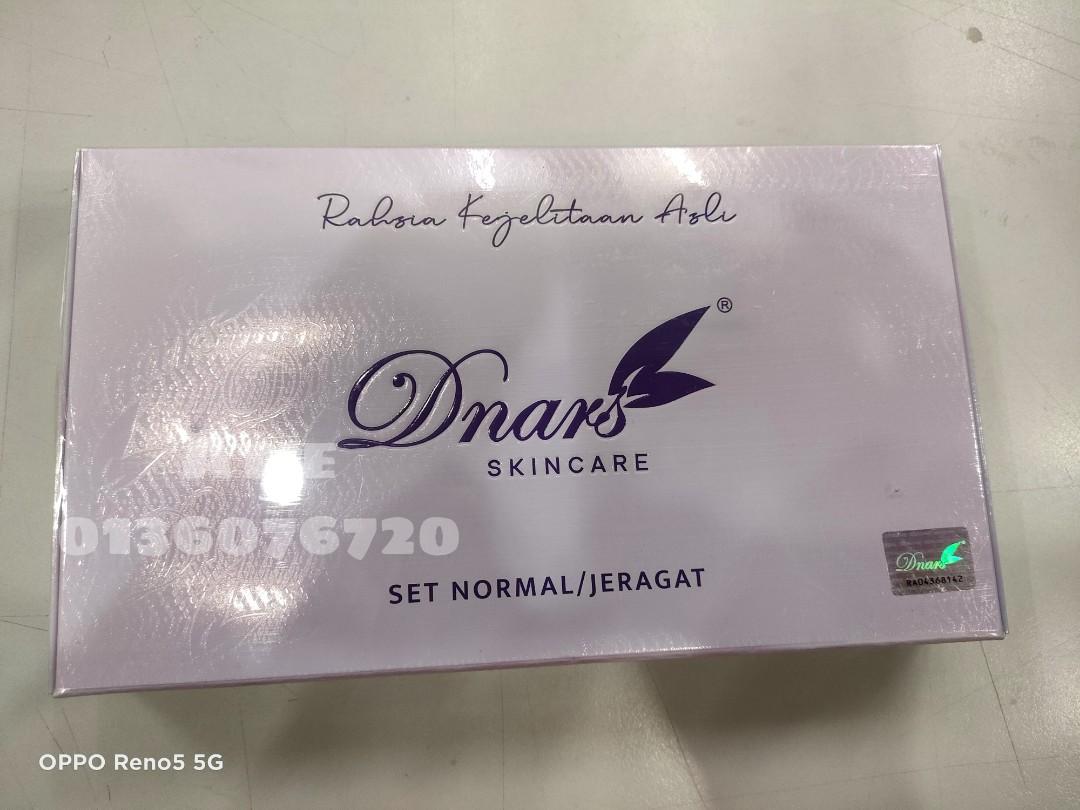 Rahsia Kejelitaan Asli
Dnars®
SKINCARE
0136076720
SET NORMAL/JERAGAT
Dnars
RA04368142
OPPO Reno5 5G